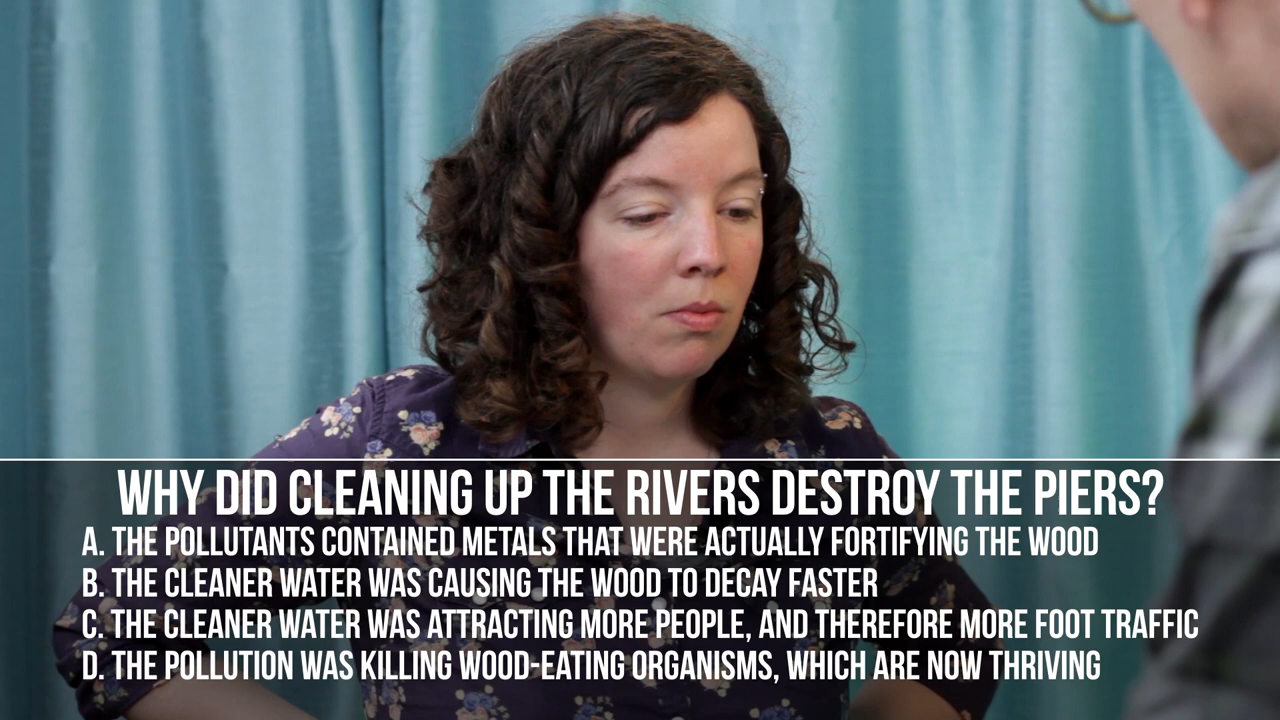 WHY DID CLEANING UP THE RIVERS DESTROY THE PIERS?
A. THE POLLUTANTS CONTAINED METALS THAT WERE ACTUALLY FORTIFYING THE WOOD
B. THE CLEANER WATER WAS CAUSING THE WOOD TO DECAY FASTER
C. THE CLEANER WATER WAS ATTRACTING MORE PEOPLE, AND THEREFORE MORE FOOT TRAFFIC
D. THE POLLUTION WAS KILLING WOOD-EATING ORGANISMS, WHICH ARE NOW THRIVING